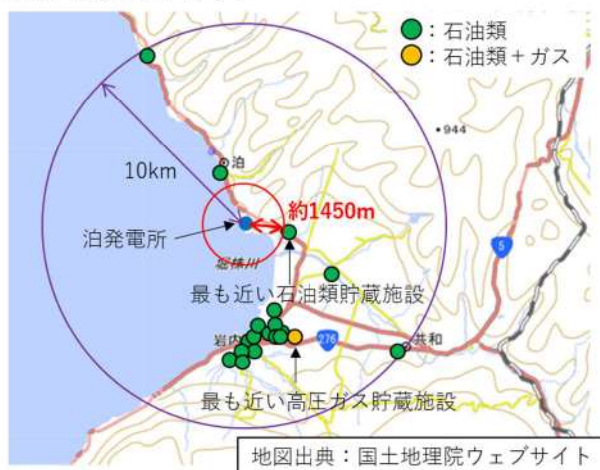 ：石油類
：石油類＋ガス
・944
10km
泊
泊発電所
約1450m
堀株川
5
最も近い石油類貯蔵施設
岩内
276
共和
最も近い高圧ガス貯蔵施設
地図出典：国土地理院ウェブサイト